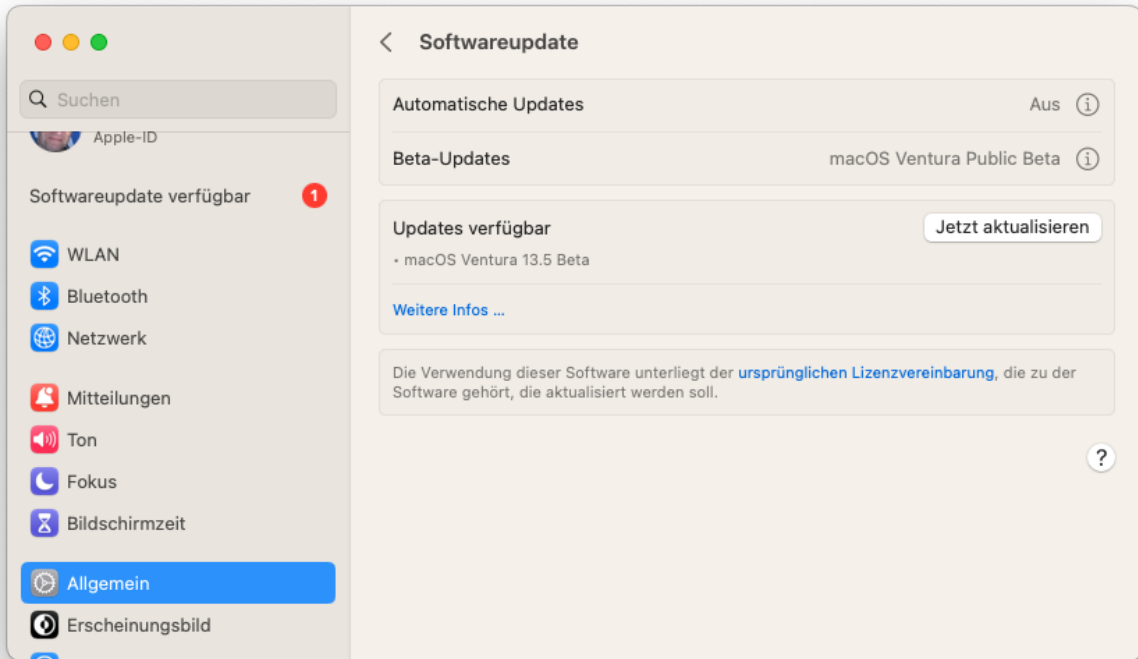 Suchen
Apple-ID
Softwareupdate verfügbar 1
WLAN
Bluetooth
Netzwerk
Mitteilungen
Ton
Fokus
Bildschirmzeit
Allgemein
Erscheinungsbild
Softwareupdate
Automatische Updates Aus
Beta-Updates macOS Ventura Public Beta
Updates verfügbar Jetzt aktualisieren
• macOS Ventura 13.5 Beta
Weitere Infos ...
Die Verwendung dieser Software unterliegt der ursprünglichen Lizenzvereinbarung, die zu der
Software gehört, die aktualisiert werden soll.
?